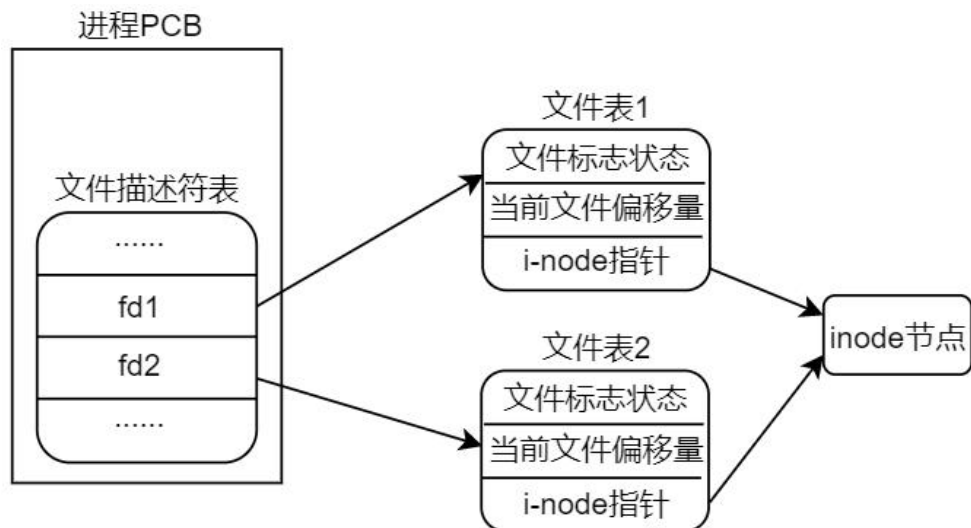 进程PCB
文件描述符表
······
fd1
fd2
······
文件表1
文件标志状态
当前文件偏移量
i-node指针
文件表2
文件标志状态
当前文件偏移量
i-node指针
inode节点